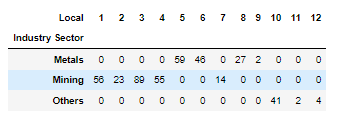 Local 1 2 3 4 5 6 7 8 9 10 11 12
Industry Sector
Metals 0 0 0 0 59 46 0 27 2 0 0 0
Mining 56 23 89 55 0 0 14 0 0 0 0 0
Others 0 0 0 0 0 0 0 0 0 41 2 4